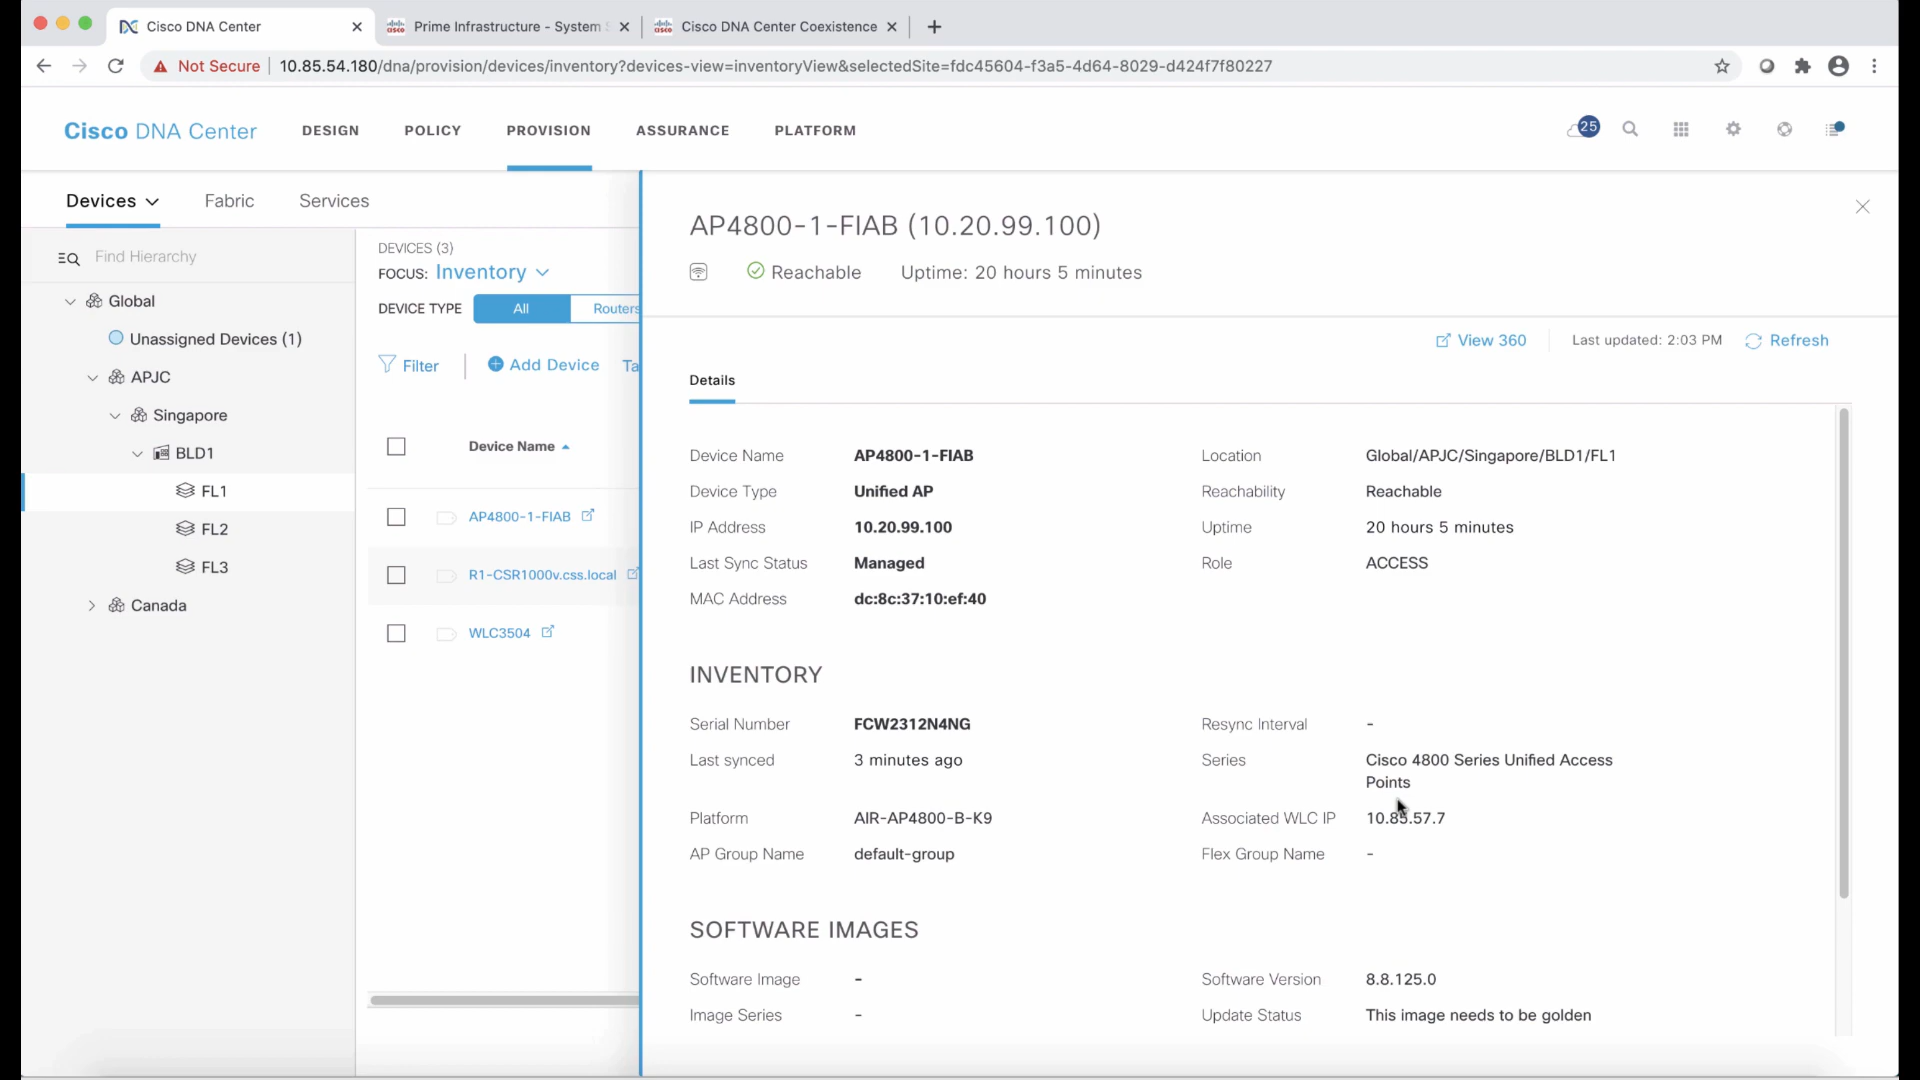 Cisco DNA Center
Prime Infrastructure - System
Cisco DNA Center Coexistence
Not Secure
10.85.54.180/dna/provision/devices/inventory?devices-view=inventoryView&selectedSite=fdc45604-f3a5-4d64-8029-d424f7f80227
Cisco DNA Center
DESIGN
POLICY
PROVISION
ASSURANCE
PLATFORM
25
Devices
Fabric
Services
Find Hierarchy
Global
Unassigned Devices (1)
APJC
Singapore
BLD1
FL1
FL2
FL3
Canada
DEVICES (3)
FOCUS: Inventory
DEVICE TYPE All Routers
Filter Add Device Ta
Device Name
AP4800-1-FIAB
R1-CSR1000v.css.local
WLC3504
AP4800-1-FIAB (10.20.99.100)
Reachable Uptime: 20 hours 5 minutes
View 360 Last updated: 2:03 PM Refresh
Details
Device Name AP4800-1-FIAB Location Global/APJC/Singapore/BLD1/FL1
Device Type Unified AP Reachability Reachable
IP Address 10.20.99.100 Uptime 20 hours 5 minutes
Last Sync Status Managed Role ACCESS
MAC Address dc:8c:37:10:ef:40
INVENTORY
Serial Number FCW2312N4NG Resync Interval -
Last synced 3 minutes ago Series Cisco 4800 Series Unified Access
Points
Platform AIR-AP4800-B-K9 Associated WLC IP 10.85.57.7
AP Group Name default-group Flex Group Name -
SOFTWARE IMAGES
Software Image - Software Version 8.8.125.0
Image Series - Update Status This image needs to be golden